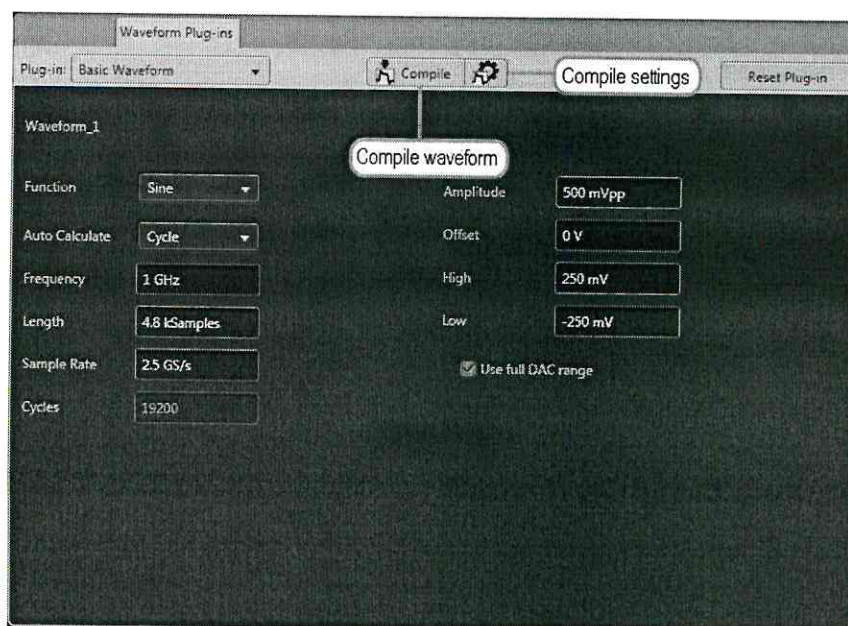 Waveform Plug-ins
Plug-in: Basic Waveform
Compile
Compile settings
Reset Plug-in
Waveform_1
Compile waveform
Function Sine
Amplitude 500 mVpp
Auto Calculate Cycle
Offset 0 V
Frequency 1 GHz
High 250 mV
Length 4.8 kSamples
Low -250 mV
Sample Rate 2.5 GS/s
Use full DAC range
Cycles 19200